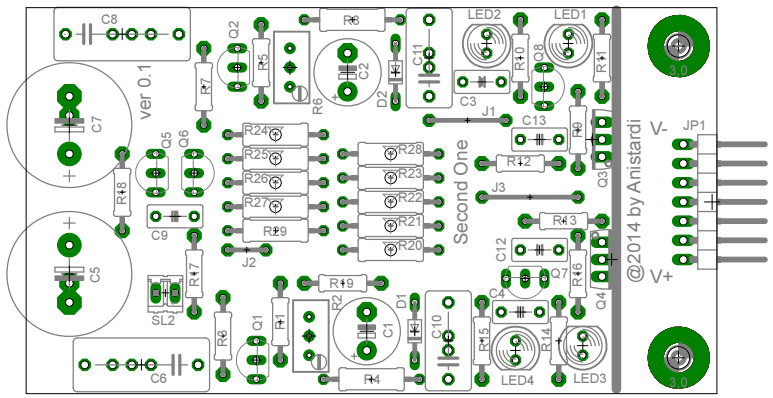 C8
Q2
R8
C11
LED2
LED1
R7
R5
C2
D2
R10
Q8
R11
V-
3.0
C7
ver 0.1
R6
C3
J1
C13
R9
JP1
Q5
Q6
R24
R25
R26
R27
R29
R28
R23
R22
R21
R20
Second One
R12
J3
Q3
R18
C9
J2
R13
@2014 by Anistardi
C5
R17
SL2
R19
C12
Q7
R16
Q4
V+
R3
Q1
R1
R2
C1
D1
C10
C4
R15
R14
C6
R4
LED4
LED3
3.0